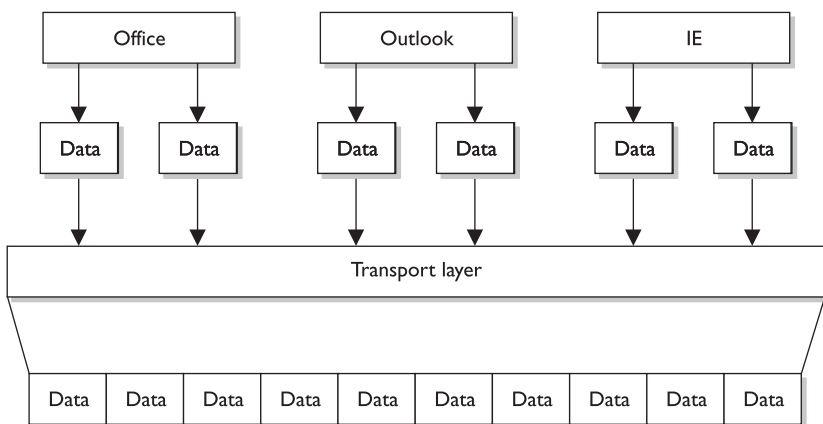 Office Outlook IE
Data Data Data Data Data Data
Transport layer
Data Data Data Data Data Data Data Data Data Data